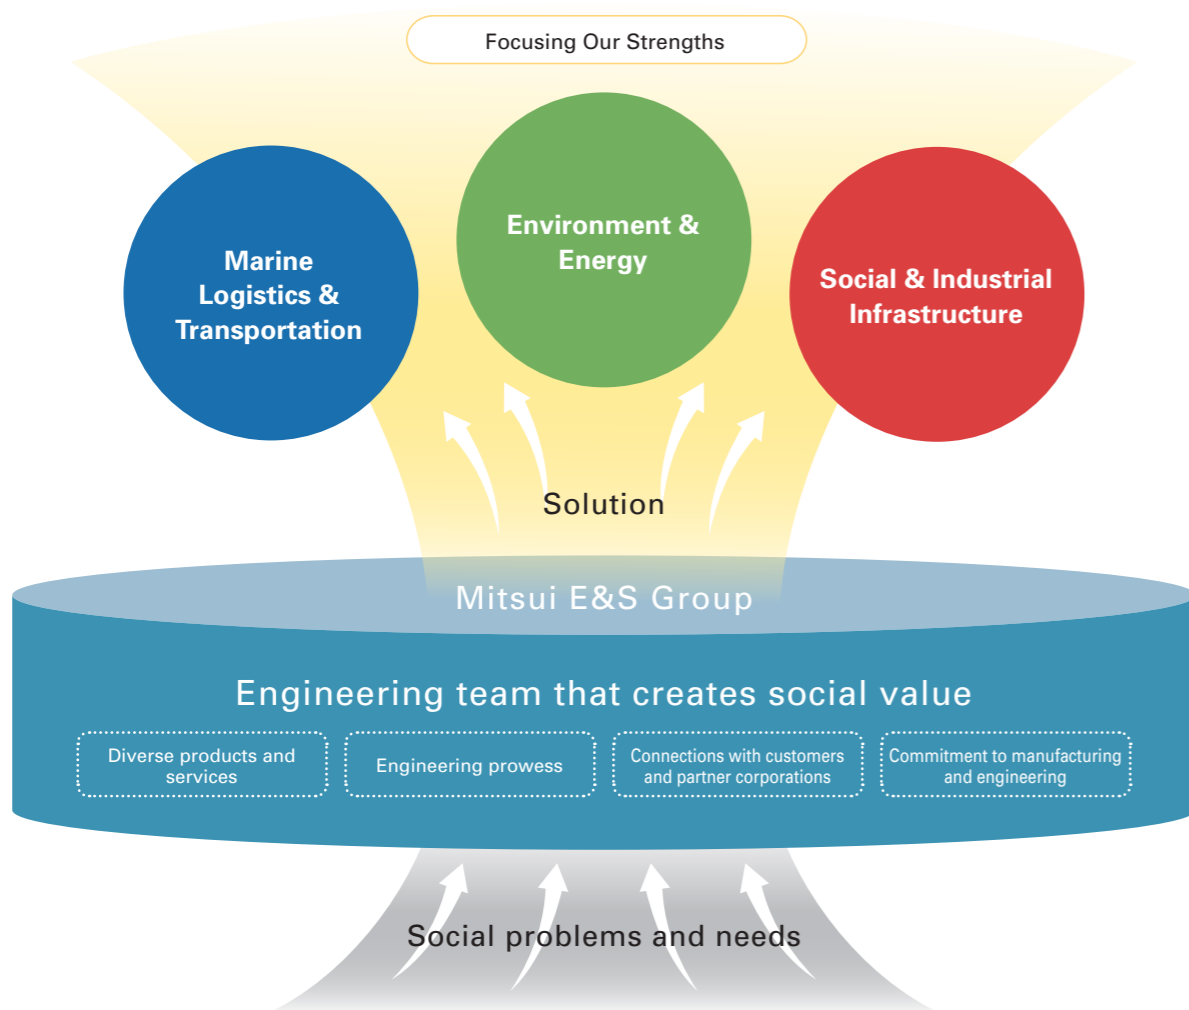 Focusing Our Strengths
Marine
Logistics &
Transportation
Environment &
Energy
Social & Industrial
Infrastructure
Solution
Mitsui E&S Group
Engineering team that creates social value
Diverse products and
services
Engineering prowess
Connections with customers
and partner corporations
Commitment to manufacturing
and engineering
Social problems and needs